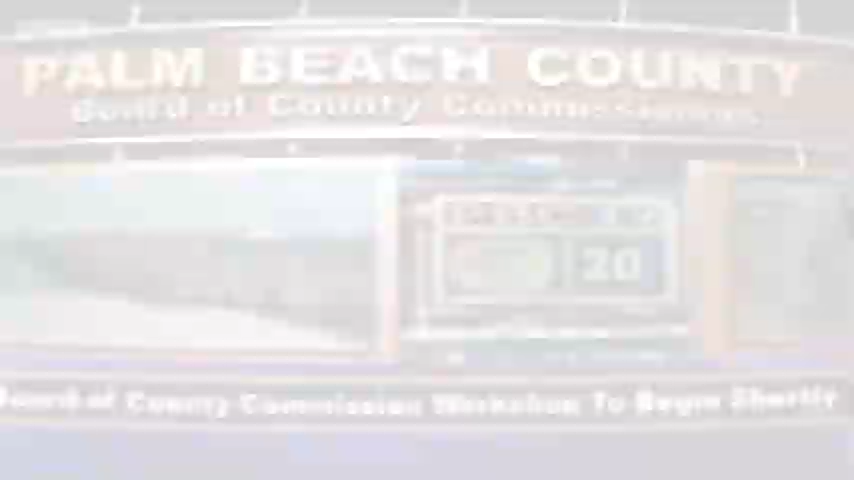 PALM BEACH COUNTY
Board of County Commissioners
20
Board of County Commission Workshop To Begin Shortly